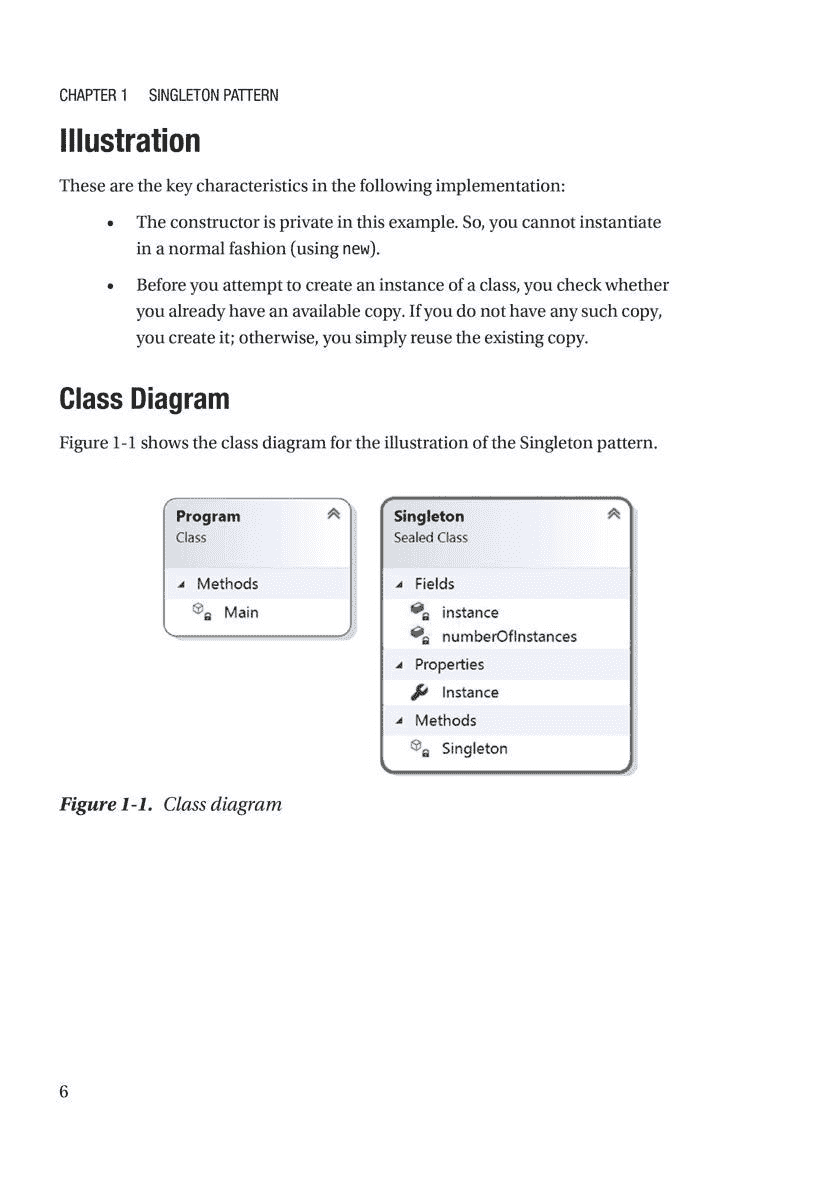 CHAPTER 1 SINGLETON PATTERN
Illustration
These are the key characteristics in the following implementation:
• The constructor is private in this example. So, you cannot instantiate
in a normal fashion (using new).
• Before you attempt to create an instance of a class, you check whether
you already have an available copy. If you do not have any such copy,
you create it; otherwise, you simply reuse the existing copy.
Class Diagram
Figure 1-1 shows the class diagram for the illustration of the Singleton pattern.
Program
Class
Methods
Main
Singleton
Sealed Class
Fields
instance
numberOfInstances
Properties
Instance
Methods
Singleton
Figure 1-1. Class diagram
6